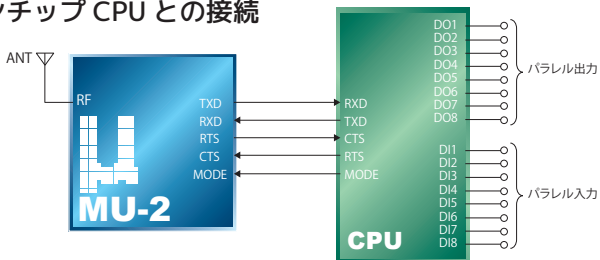 ンチップ CPU との接続
ANT
RF
TXD
RXD
RTS
CTS
MODE
μ
MU-2
RXD
TXD
CTS
RTS
MODE
CPU
DO1
DO2
DO3
DO4
DO5
DO6
DO7
DO8
パラレル出力
DI1
DI2
DI3
DI4
DI5
DI6
DI7
DI8
パラレル入力